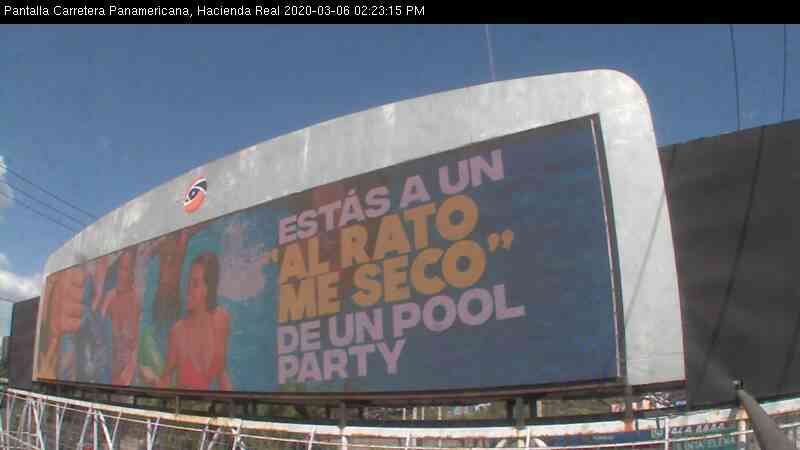 Pantalla Carretera Panamericana, Hacienda Real 2020-03-06 02:23:15 PM
ESTÁS A UN
“AL RATO
ME SECO”
DE UN POOL
PARTY